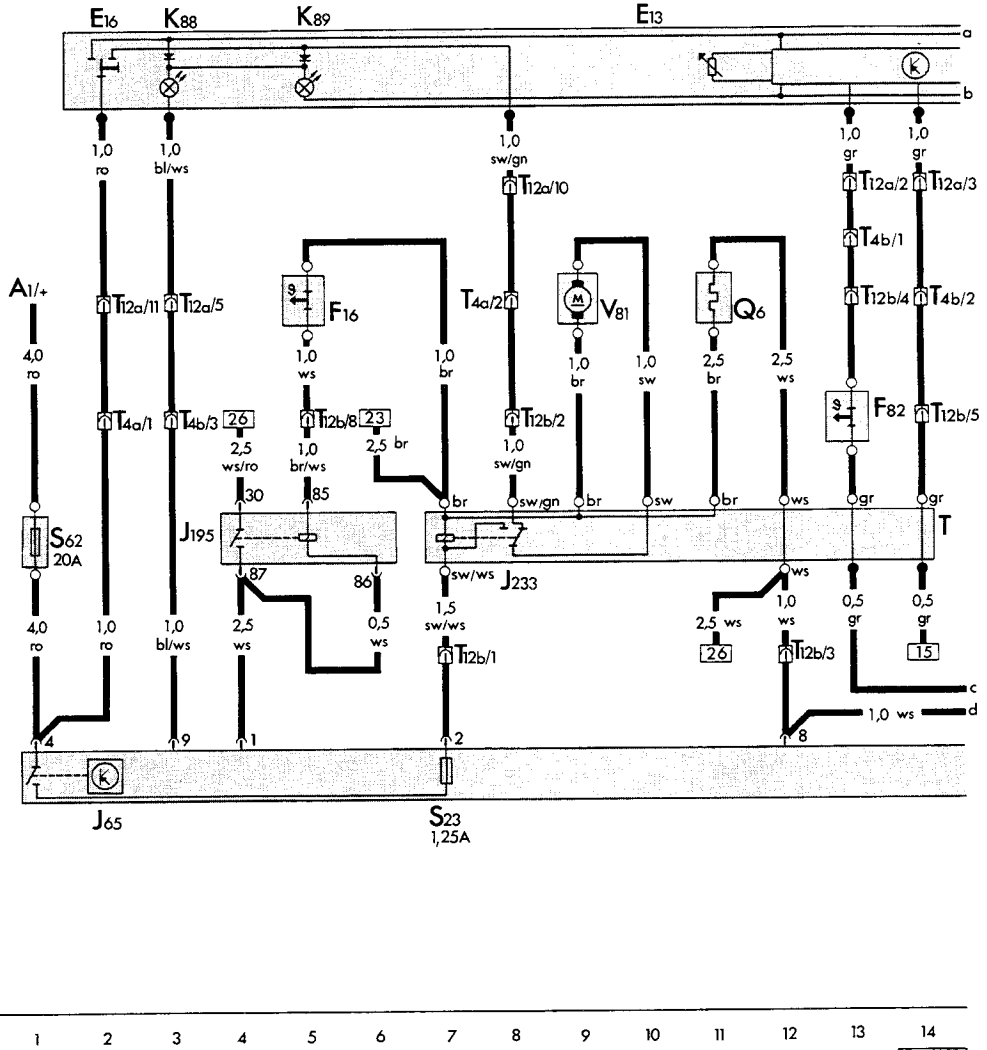 E16 K88 K89 E13
a
b
1,0 ro
1,0 bl/ws
1,0 sw/gn
1,0 gr
1,0 gr
T12a/10
T12a/2
T12a/3
T4b/1
A1/+
T12a/11
T12a/5
F16
T4a/2
V81
M
Q6
T12b/4
T4b/2
4,0 ro
1,0 ws
1,0 br
1,0 br
1,0 sw
2,5 br
2,5 ws
T4a/1
T4b/3
26
T12b/8
23
T12b/2
F82
T12b/5
2,5 ws/ro
1,0 br/ws
2,5 br
1,0 sw/gn
30
85
br
sw/gn
br
sw
br
ws
gr
gr
S62
20A
J195
T
87
86
sw/ws
J233
ws
4,0 ro
1,0 ro
1,0 bl/ws
2,5 ws
0,5 ws
1,5 sw/ws
2,5 ws
1,0 ws
0,5 gr
0,5 gr
T12b/1
26
T12b/3
15
c
1,0 ws
d
4
9
1
2
8
J65
S23
1,25A
1 2 3 4 5 6 7 8 9 10 11 12 13 14